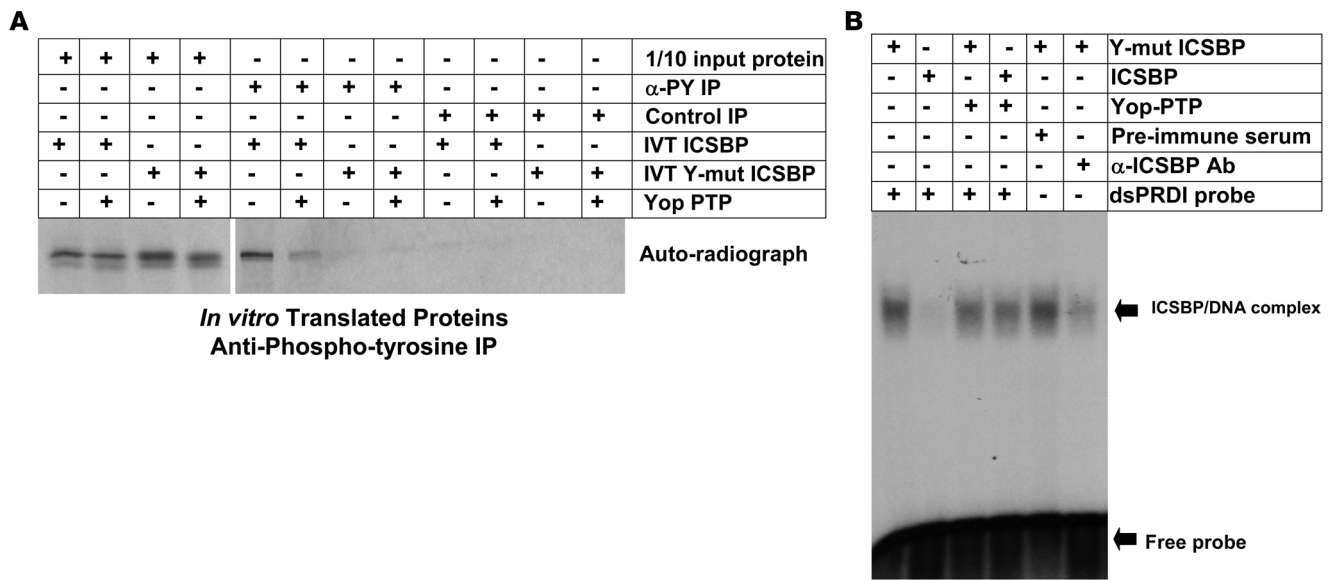 A
+ + + + - - - - - - - - 1/10 input protein
- - - - + + + + - - - - α-PY IP
- - - - - - - - + + + + Control IP
+ + - - + + - - + + - - IVT ICSBP
- - + + - - + + - - + + IVT Y-mut ICSBP
- + - + - + - + - + - + Yop PTP
Auto-radiograph
In vitro Translated Proteins
Anti-Phospho-tyrosine IP
B
+ - + - + + Y-mut ICSBP
- + - + - - ICSBP
- - + + - - Yop-PTP
- - - - + - Pre-immune serum
- - - - - + α-ICSBP Ab
+ + + + - - dsPRDI probe
ICSBP/DNA complex
Free probe